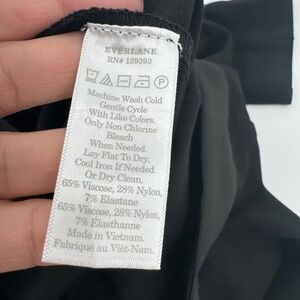 EVERLANE
RN# 139393
P
Machine Wash Cold
Gentle Cycle
With Like Colors.
Only Non Chlorine
Bleach
When Needed.
Lay Flat To Dry.
Cool Iron If Needed.
Or Dry Clean.
65% Viscose, 28% Nylon,
7% Elastane
65% Viscose, 28% Nylon,
7% Élasthanne
Made in Vietnam.
Fabriqué au Viêt-Nam.